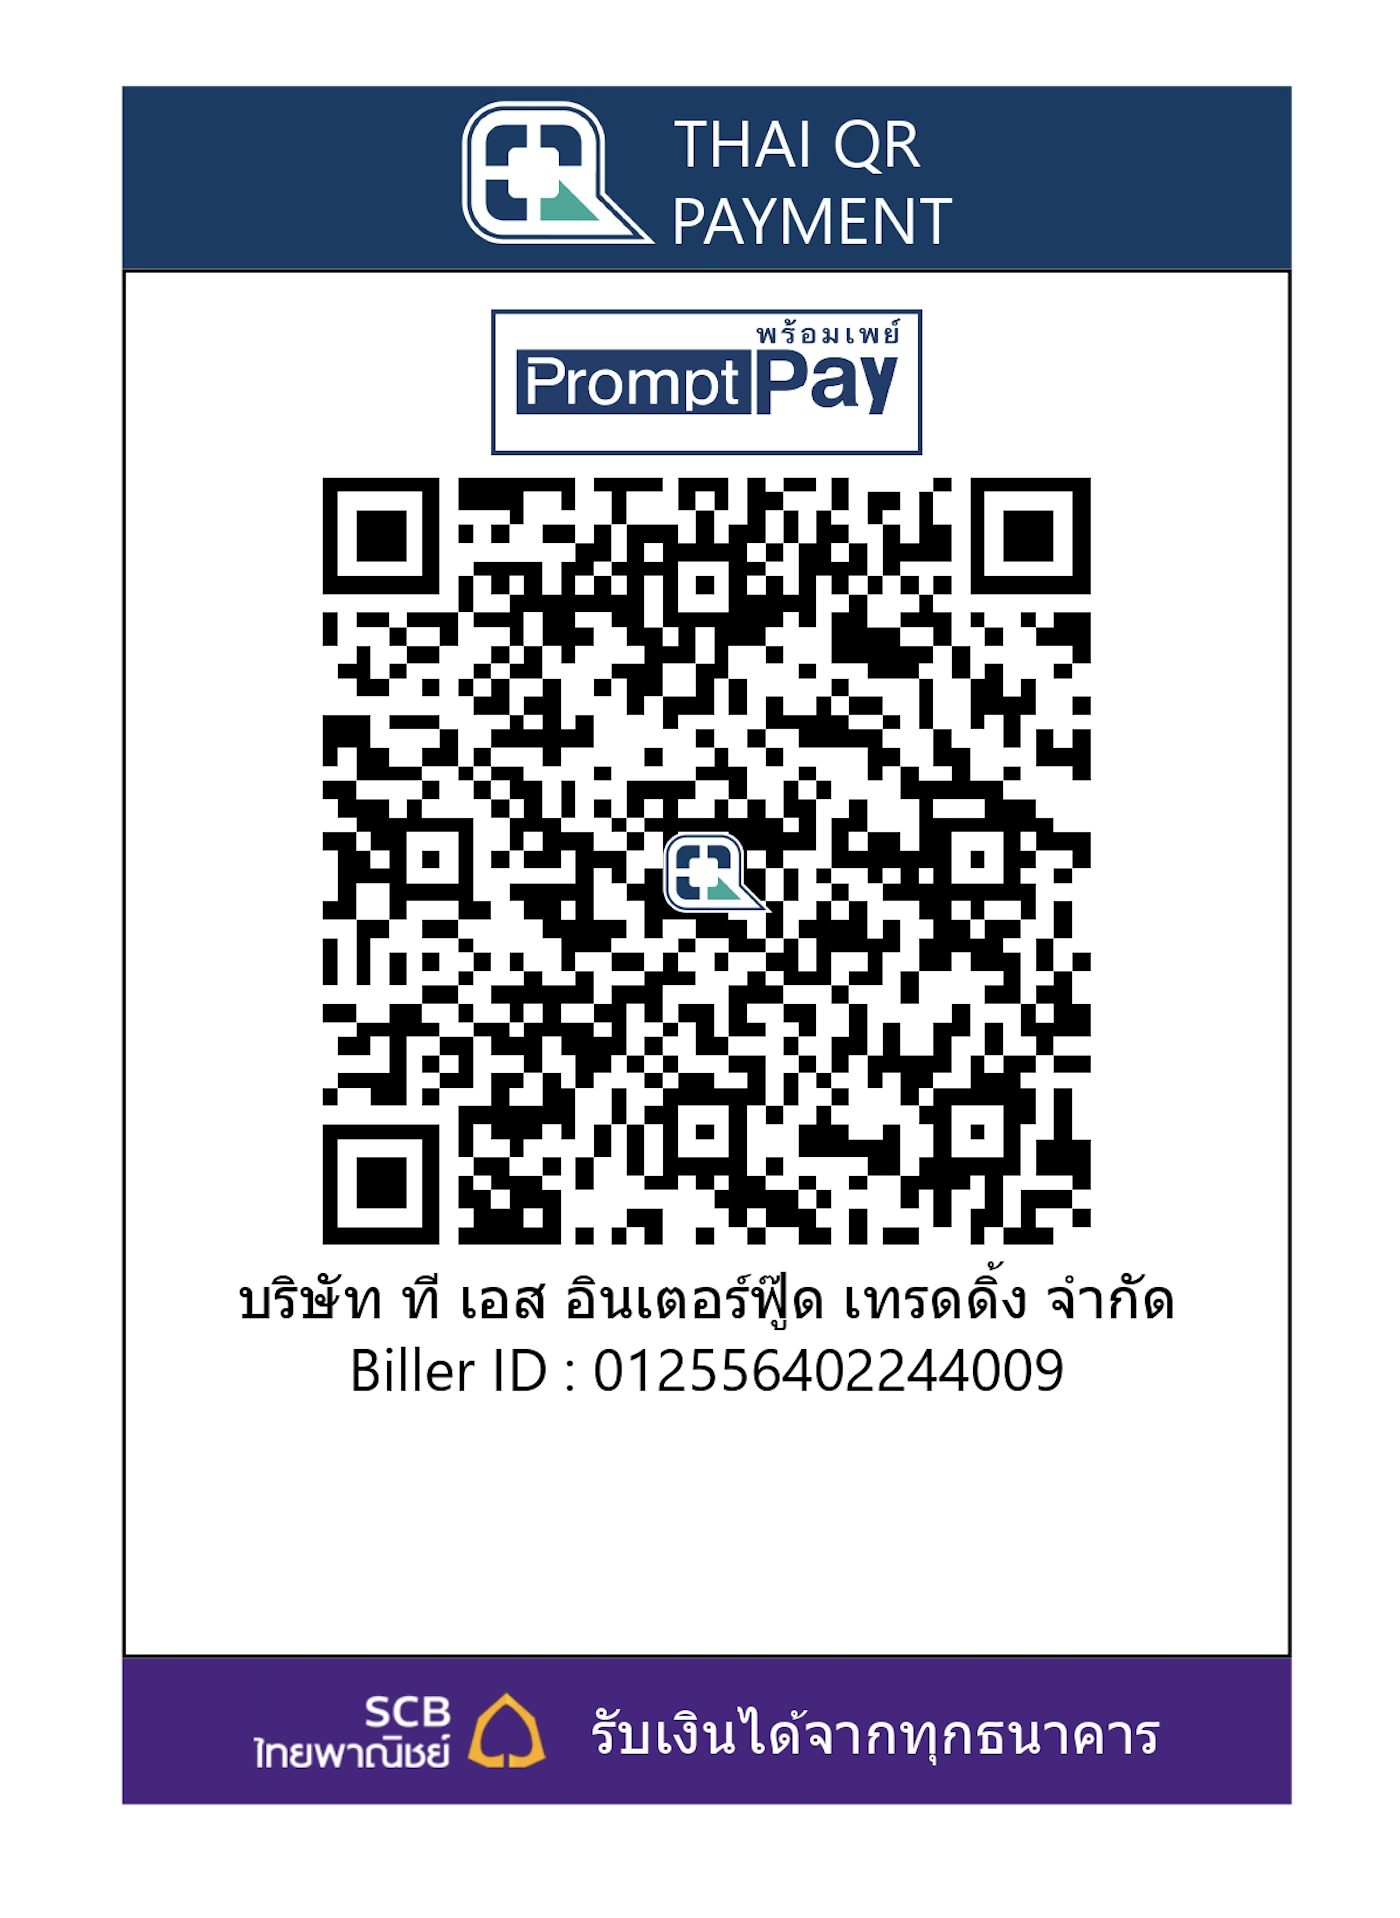 THAI QR
PAYMENT
พร้อมเพย์
PromptPay
บริษัท ที เอส อินเตอร์ฟู๊ด เทรดดิ้ง จำกัด
Biller ID : 012556402244009
SCB
ไทยพาณิชย์
รับเงินได้จากทุกธนาคาร